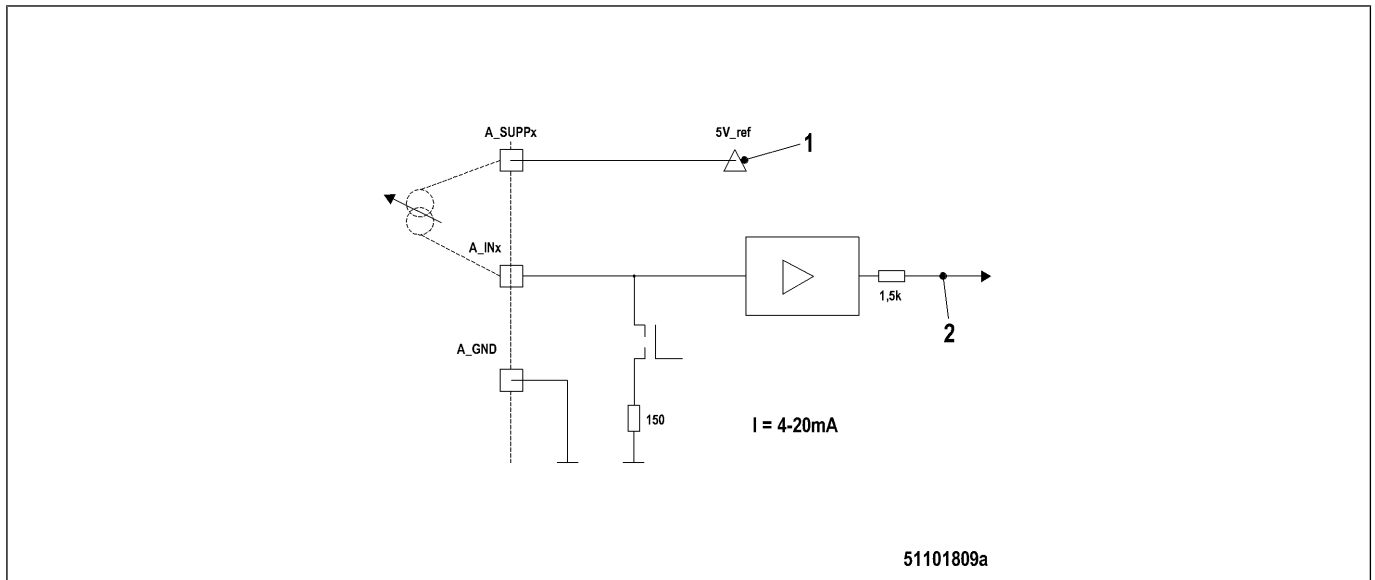 A_SUPPx
5V_ref
1
A_INx
1,5k
2
A_GND
150
I = 4-20mA
51101809a